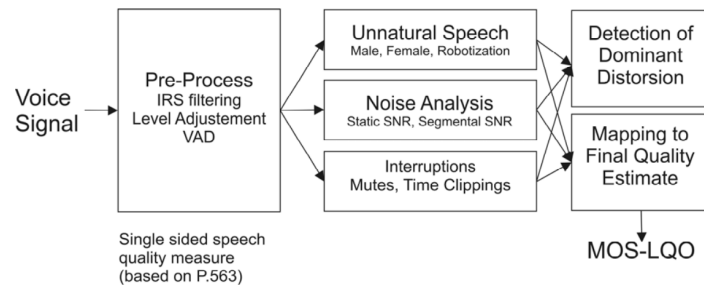 Voice
Signal
Pre-Process
IRS filtering
Level Adjustement
VAD
Unnatural Speech
Male, Female, Robotization
Noise Analysis
Static SNR, Segmental SNR
Interruptions
Mutes, Time Clippings
Detection of
Dominant
Distorsion
Mapping to
Final Quality
Estimate
MOS-LQO
Single sided speech
quality measure
(based on P.563)